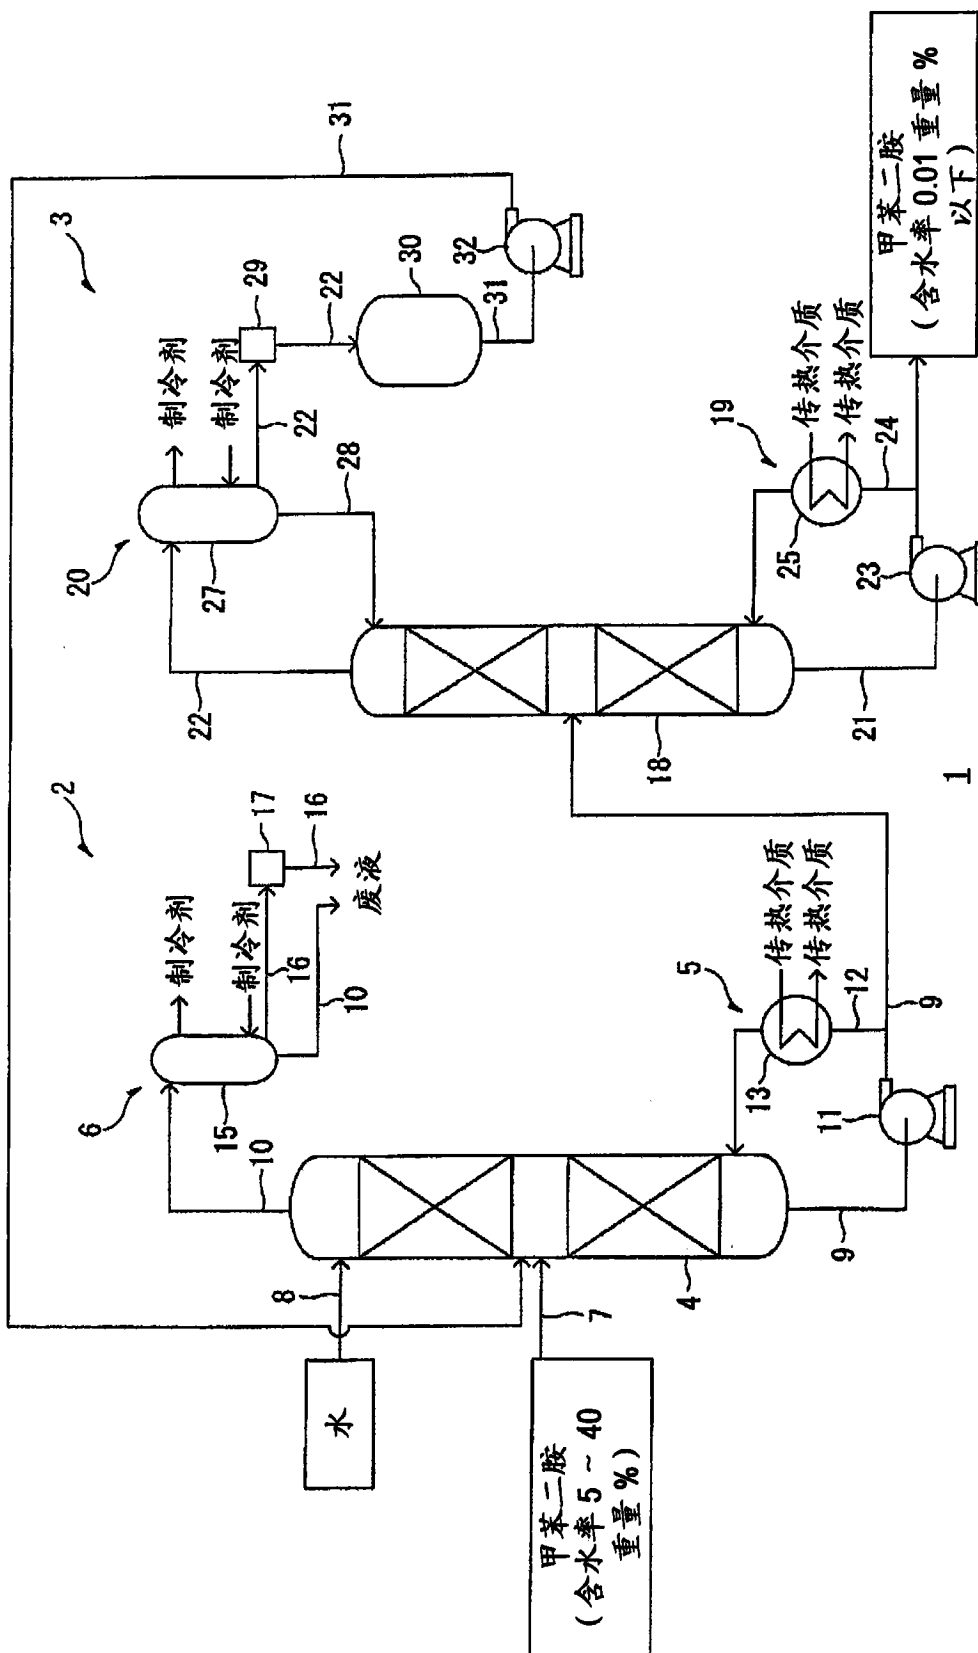 31
2
3
6
20
制冷剂
制冷剂
22
15
27
制冷剂
制冷剂
10
17
29
8
16
16
22
22
水
10
28
废液
30
31
32
甲苯二胺
(含水率 5 ~ 40
重量 %)
7
4
18
5
19
13
25
传热介质
传热介质
传热介质
传热介质
9
12
21
24
11
23
9
甲苯二胺
(含水率 0.01 重量 %
以下)
1